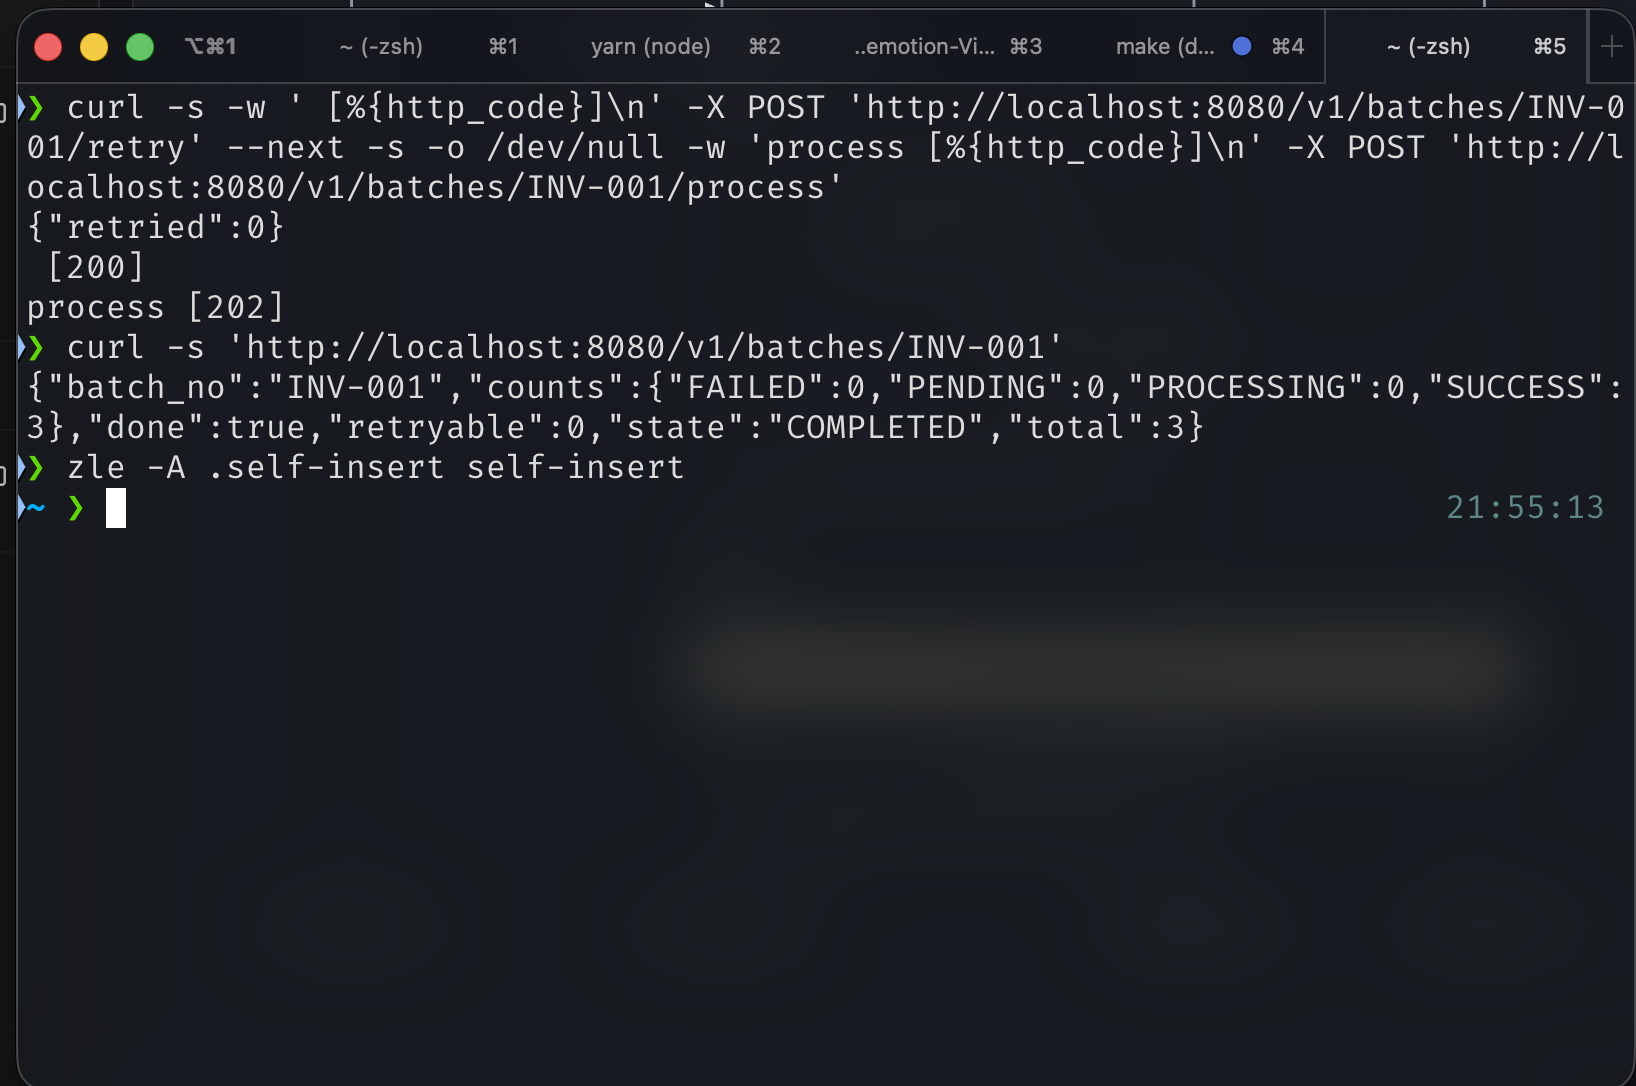 ⌥⌘1 ~ (-zsh) ⌘1 yarn (node) ⌘2 ..emotion-Vi... ⌘3 make (d... ⌘4 ~ (-zsh) ⌘5
❯ curl -s -w ' [%{http_code}]\n' -X POST 'http://localhost:8080/v1/batches/INV-0
01/retry' --next -s -o /dev/null -w 'process [%{http_code}]\n' -X POST 'http://l
ocalhost:8080/v1/batches/INV-001/process'
{"retried":0}
 [200]
process [202]
❯ curl -s 'http://localhost:8080/v1/batches/INV-001'
{"batch_no":"INV-001","counts":{"FAILED":0,"PENDING":0,"PROCESSING":0,"SUCCESS":
3},"done":true,"retryable":0,"state":"COMPLETED","total":3}
❯ zle -A .self-insert self-insert
~ ❯ 21:55:13